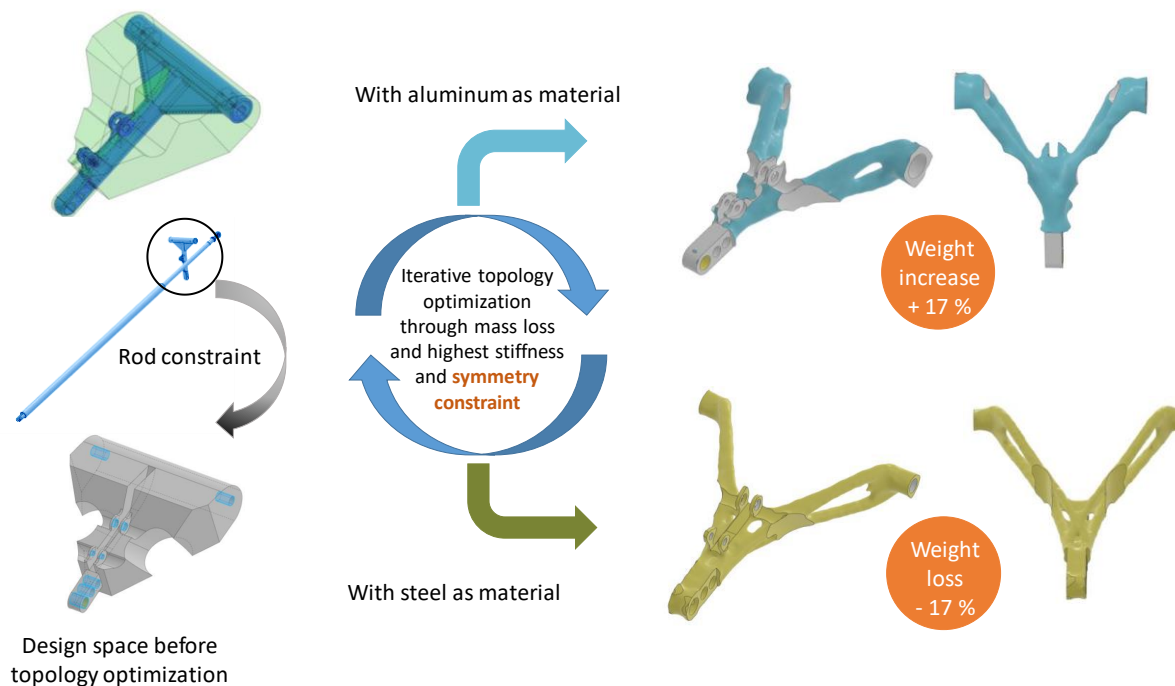 With aluminum as material
Rod constraint
Iterative topology
optimization
through mass loss
and highest stiffness
and symmetry
constraint
Weight
increase
+ 17 %
With steel as material
Weight
loss
- 17 %
Design space before
topology optimization